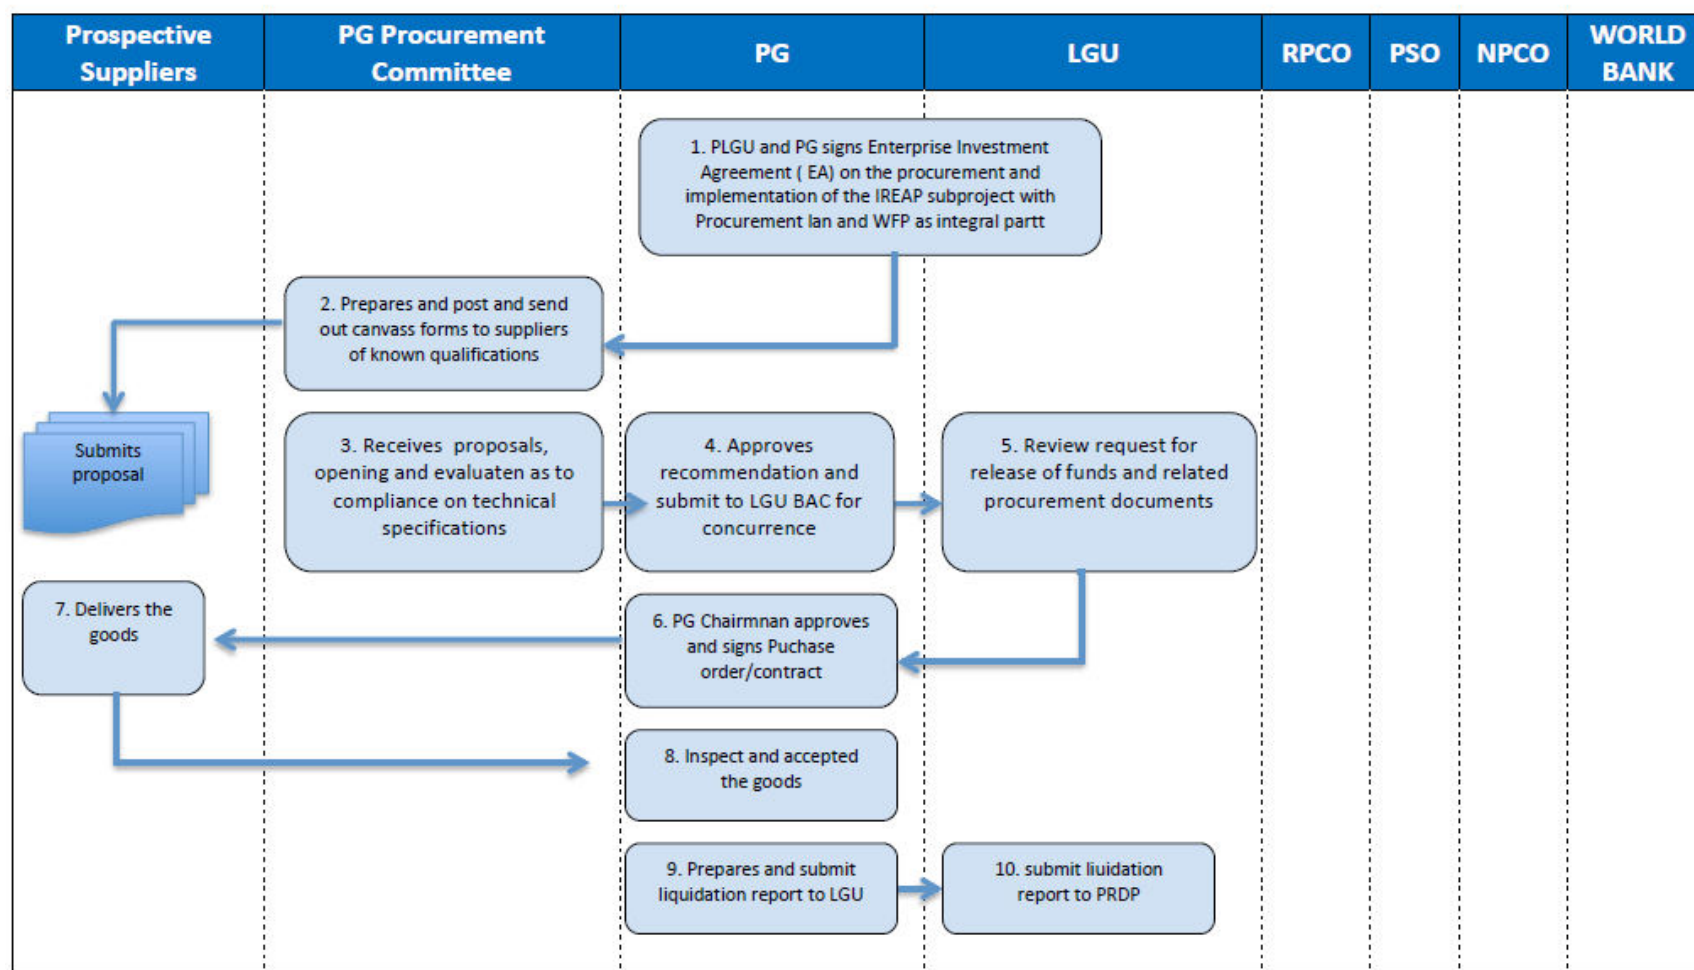 Prospective
Suppliers
PG Procurement
Committee
PG
LGU
RPCO
PSO
NPCO
WORLD
BANK
1. PLGU and PG signs Enterprise Investment
Agreement ( EA) on the procurement and
implementation of the IREAP subproject with
Procurement lan and WFP as integral partt
2. Prepares and post and send
out canvass forms to suppliers
of known qualifications
Submits
proposal
3. Receives proposals,
opening and evaluaten as to
compliance on technical
specifications
4. Approves
recommendation and
submit to LGU BAC for
concurrence
5. Review request for
release of funds and related
procurement documents
6. PG Chairmnan approves
and signs Puchase
order/contract
7. Delivers the
goods
8. Inspect and accepted
the goods
9. Prepares and submit
liquidation report to LGU
10. submit liuidation
report to PRDP